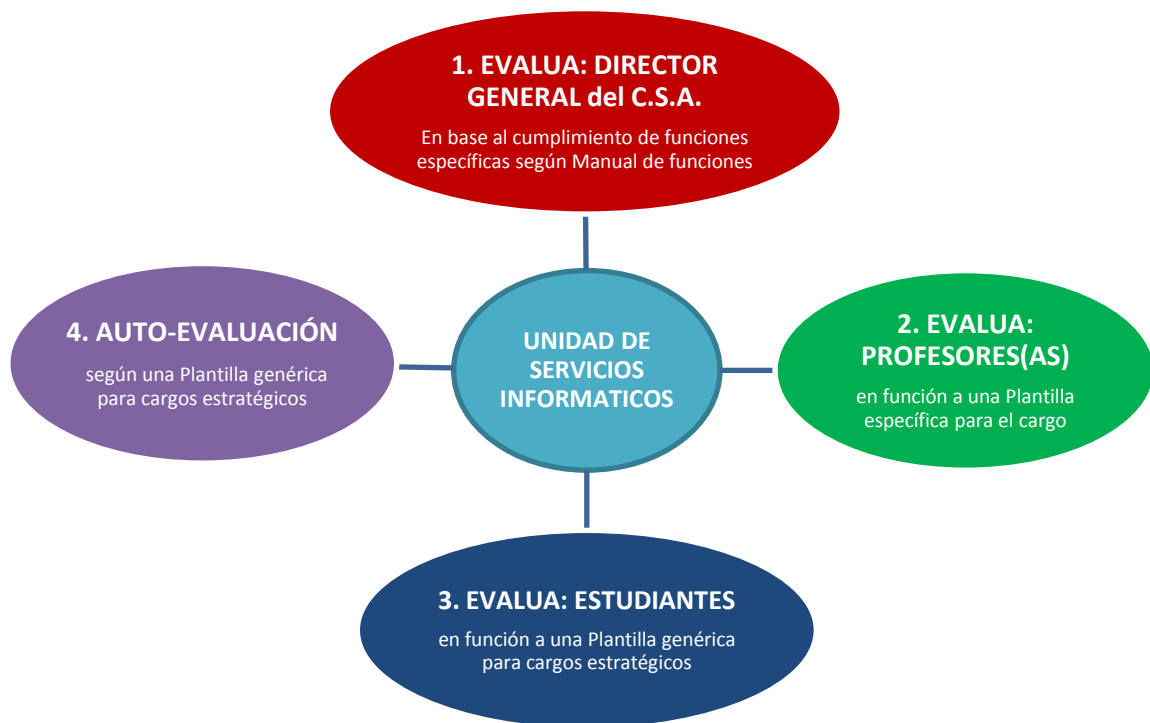 1. EVALUA: DIRECTOR
GENERAL del C.S.A.
En base al cumplimiento de funciones
específicas según Manual de funciones
4. AUTO-EVALUACIÓN
según una Plantilla genérica
para cargos estratégicos
UNIDAD DE
SERVICIOS
INFORMATICOS
2. EVALUA:
PROFESORES(AS)
en función a una Plantilla
específica para el cargo
3. EVALUA: ESTUDIANTES
en función a una Plantilla genérica
para cargos estratégicos